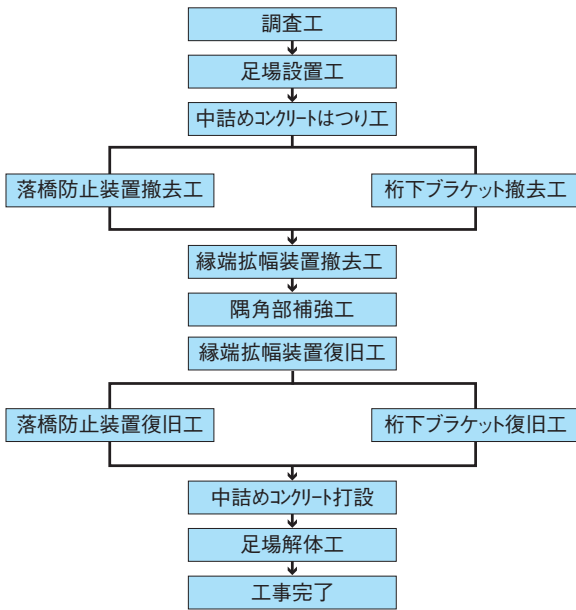 調査工
足場設置工
中詰めコンクリートはつり工
落橋防止装置撤去工
桁下ブラケット撤去工
縁端拡幅装置撤去工
隅角部補強工
縁端拡幅装置復旧工
落橋防止装置復旧工
桁下ブラケット復旧工
中詰めコンクリート打設
足場解体工
工事完了